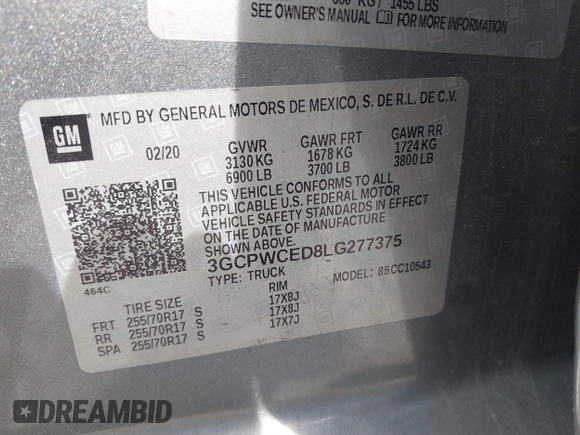 KG / 1455 LBS
SEE OWNER'S MANUAL FOR MORE INFORMATION
GM
MFD BY GENERAL MOTORS DE MEXICO, S. DE R.L. DE C.V.
02/20 GVWR GAWR FRT GAWR RR
3130 KG 1678 KG 1724 KG
6900 LB 3700 LB 3800 LB
THIS VEHICLE CONFORMS TO ALL
APPLICABLE U.S. FEDERAL MOTOR
VEHICLE SAFETY STANDARDS IN EFFECT
ON THE DATE OF MANUFACTURE
SHOWN.
3GCPWCED8LG277375
TYPE: TRUCK MODEL: 85CC10543
464C
TIRE SIZE RIM
FRT 255/70R17 S 17X8J
RR 255/70R17 S 17X8J
SPA 255/70R17 S 17X7J
DREAMBID